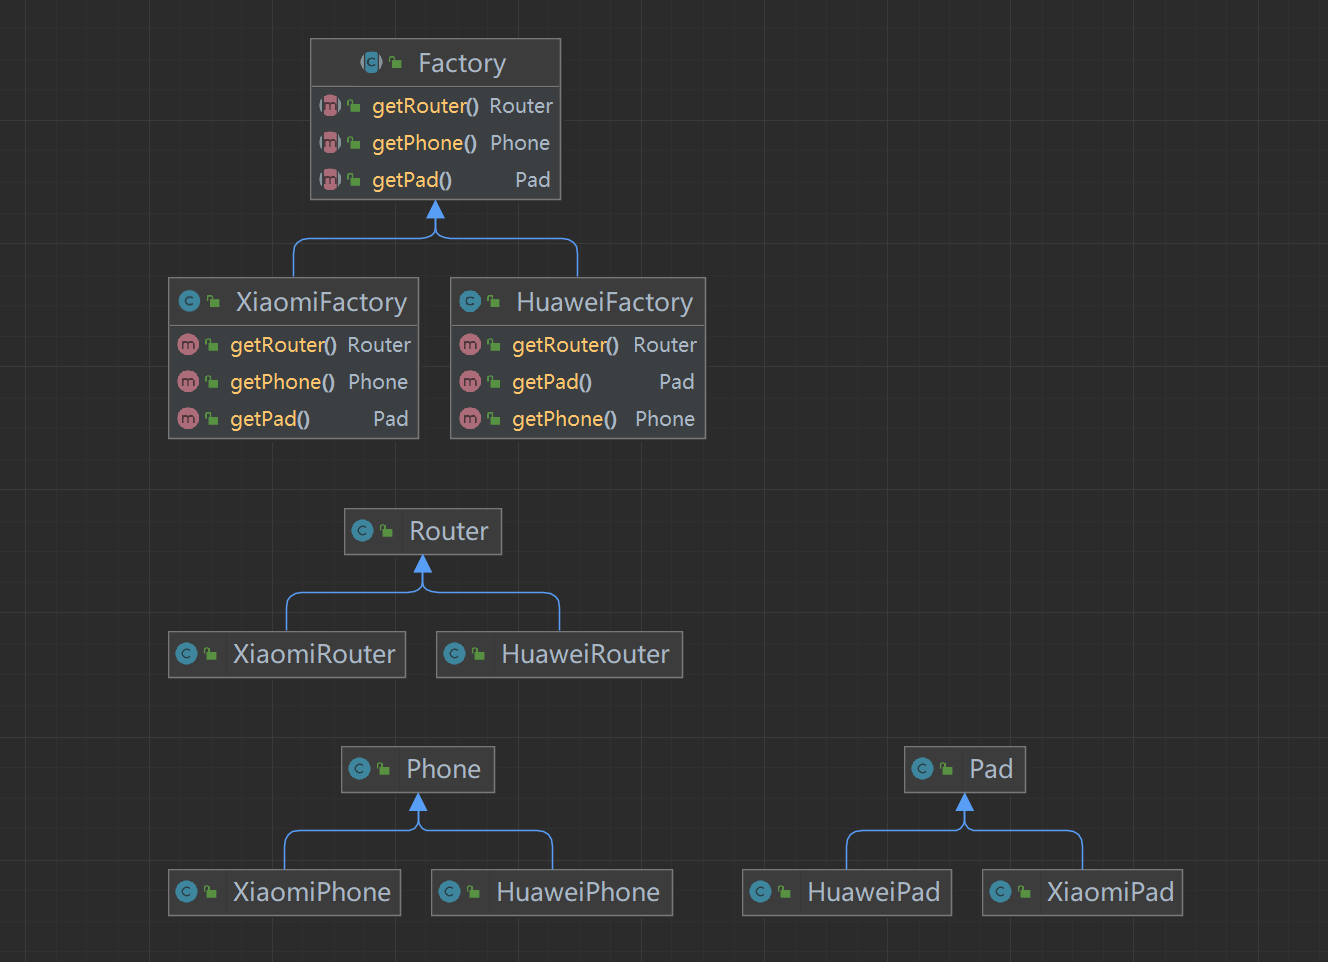 Factory
getRouter() Router
getPhone() Phone
getPad() Pad
XiaomiFactory
getRouter() Router
getPhone() Phone
getPad() Pad
HuaweiFactory
getRouter() Router
getPad() Pad
getPhone() Phone
Router
XiaomiRouter
HuaweiRouter
Phone
XiaomiPhone
HuaweiPhone
Pad
HuaweiPad
XiaomiPad